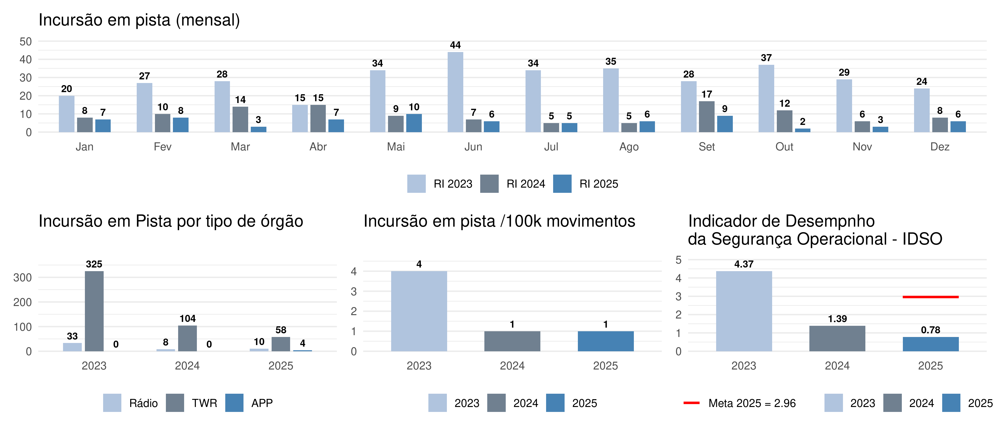 Incursão em pista (mensal)
50
40
30
20
10
0
20 8 7
27 10 8
28 14 3
15 15 7
34 9 10
44 7 6
34 5 5
35 5 6
28 17 9
37 12 2
29 6 3
24 8 6
Jan Fev Mar Abr Mai Jun Jul Ago Set Out Nov Dez
RI 2023 RI 2024 RI 2025
Incursão em Pista por tipo de órgão
300
200
100
0
33 325 0
8 104 0
10 58 4
2023 2024 2025
Rádio TWR APP
Incursão em pista /100k movimentos
4
3
2
1
0
4 1 1
2023 2024 2025
2023 2024 2025
Indicador de Desempnho
da Segurança Operacional - IDSO
5
4
3
2
1
0
4.37 1.39 0.78
2023 2024 2025
Meta 2025 = 2.96 2023 2024 2025